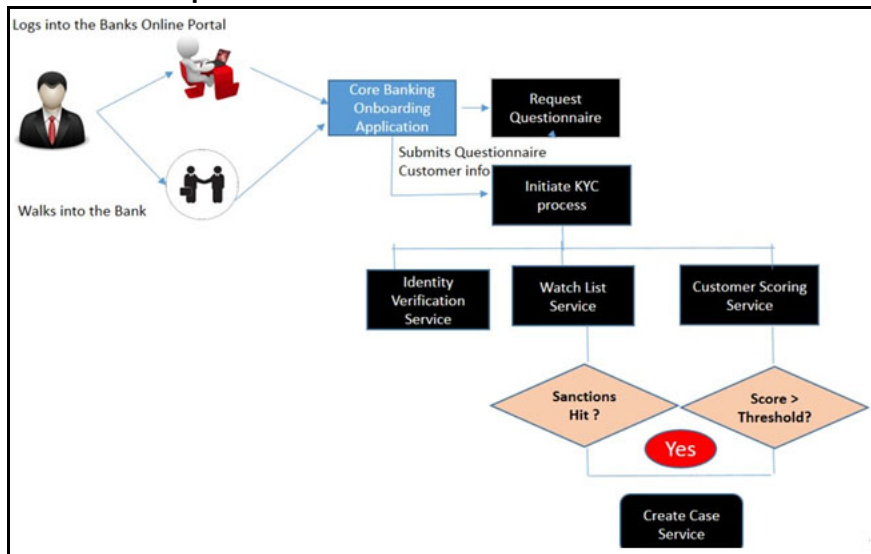 Logs into the Banks Online Portal
Core Banking
Onboarding
Application
Request
Questionnaire
Submits Questionnaire
Customer info
Walks into the Bank
Initiate KYC
process
Identity
Verification
Service
Watch List
Service
Customer Scoring
Service
Sanctions
Hit ?
Score >
Threshold?
Yes
Create Case
Service